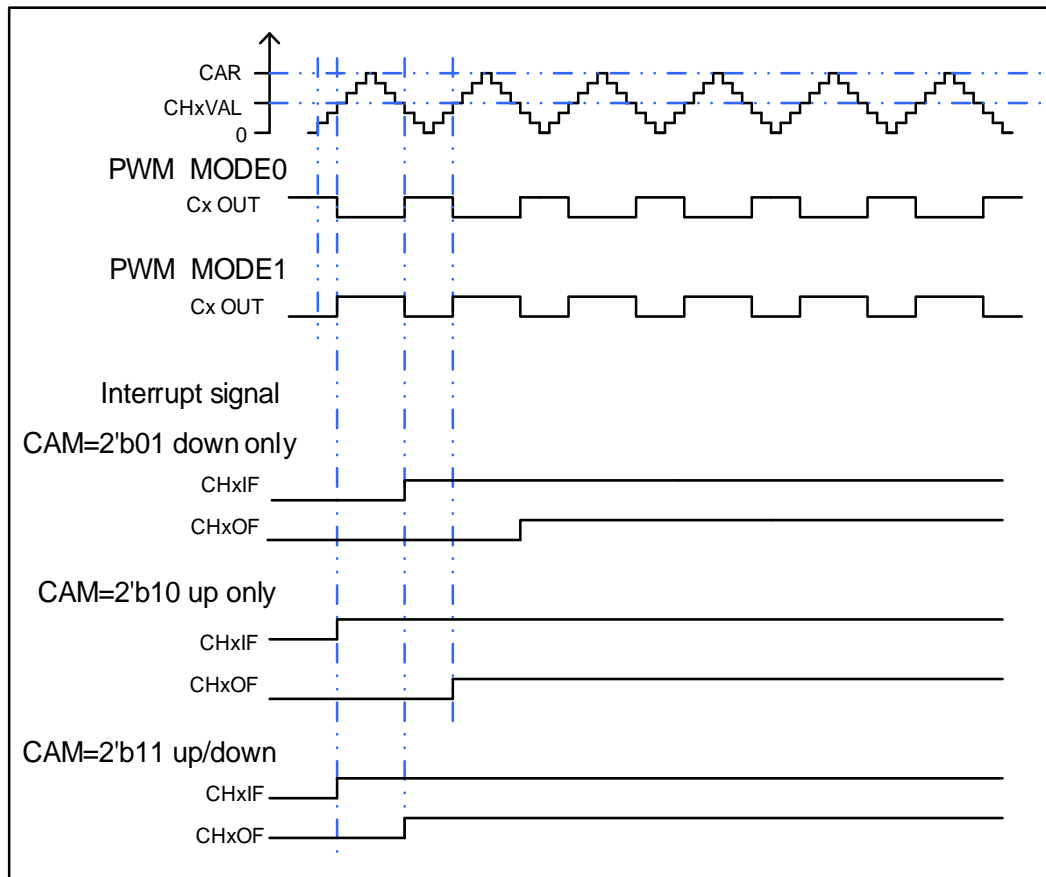 CAR
CHxVAL
0
PWM MODE0
Cx OUT
PWM MODE1
Cx OUT
Interrupt signal
CAM=2'b01 down only
CHxIF
CHxOF
CAM=2'b10 up only
CHxIF
CHxOF
CAM=2'b11 up/down
CHxIF
CHxOF